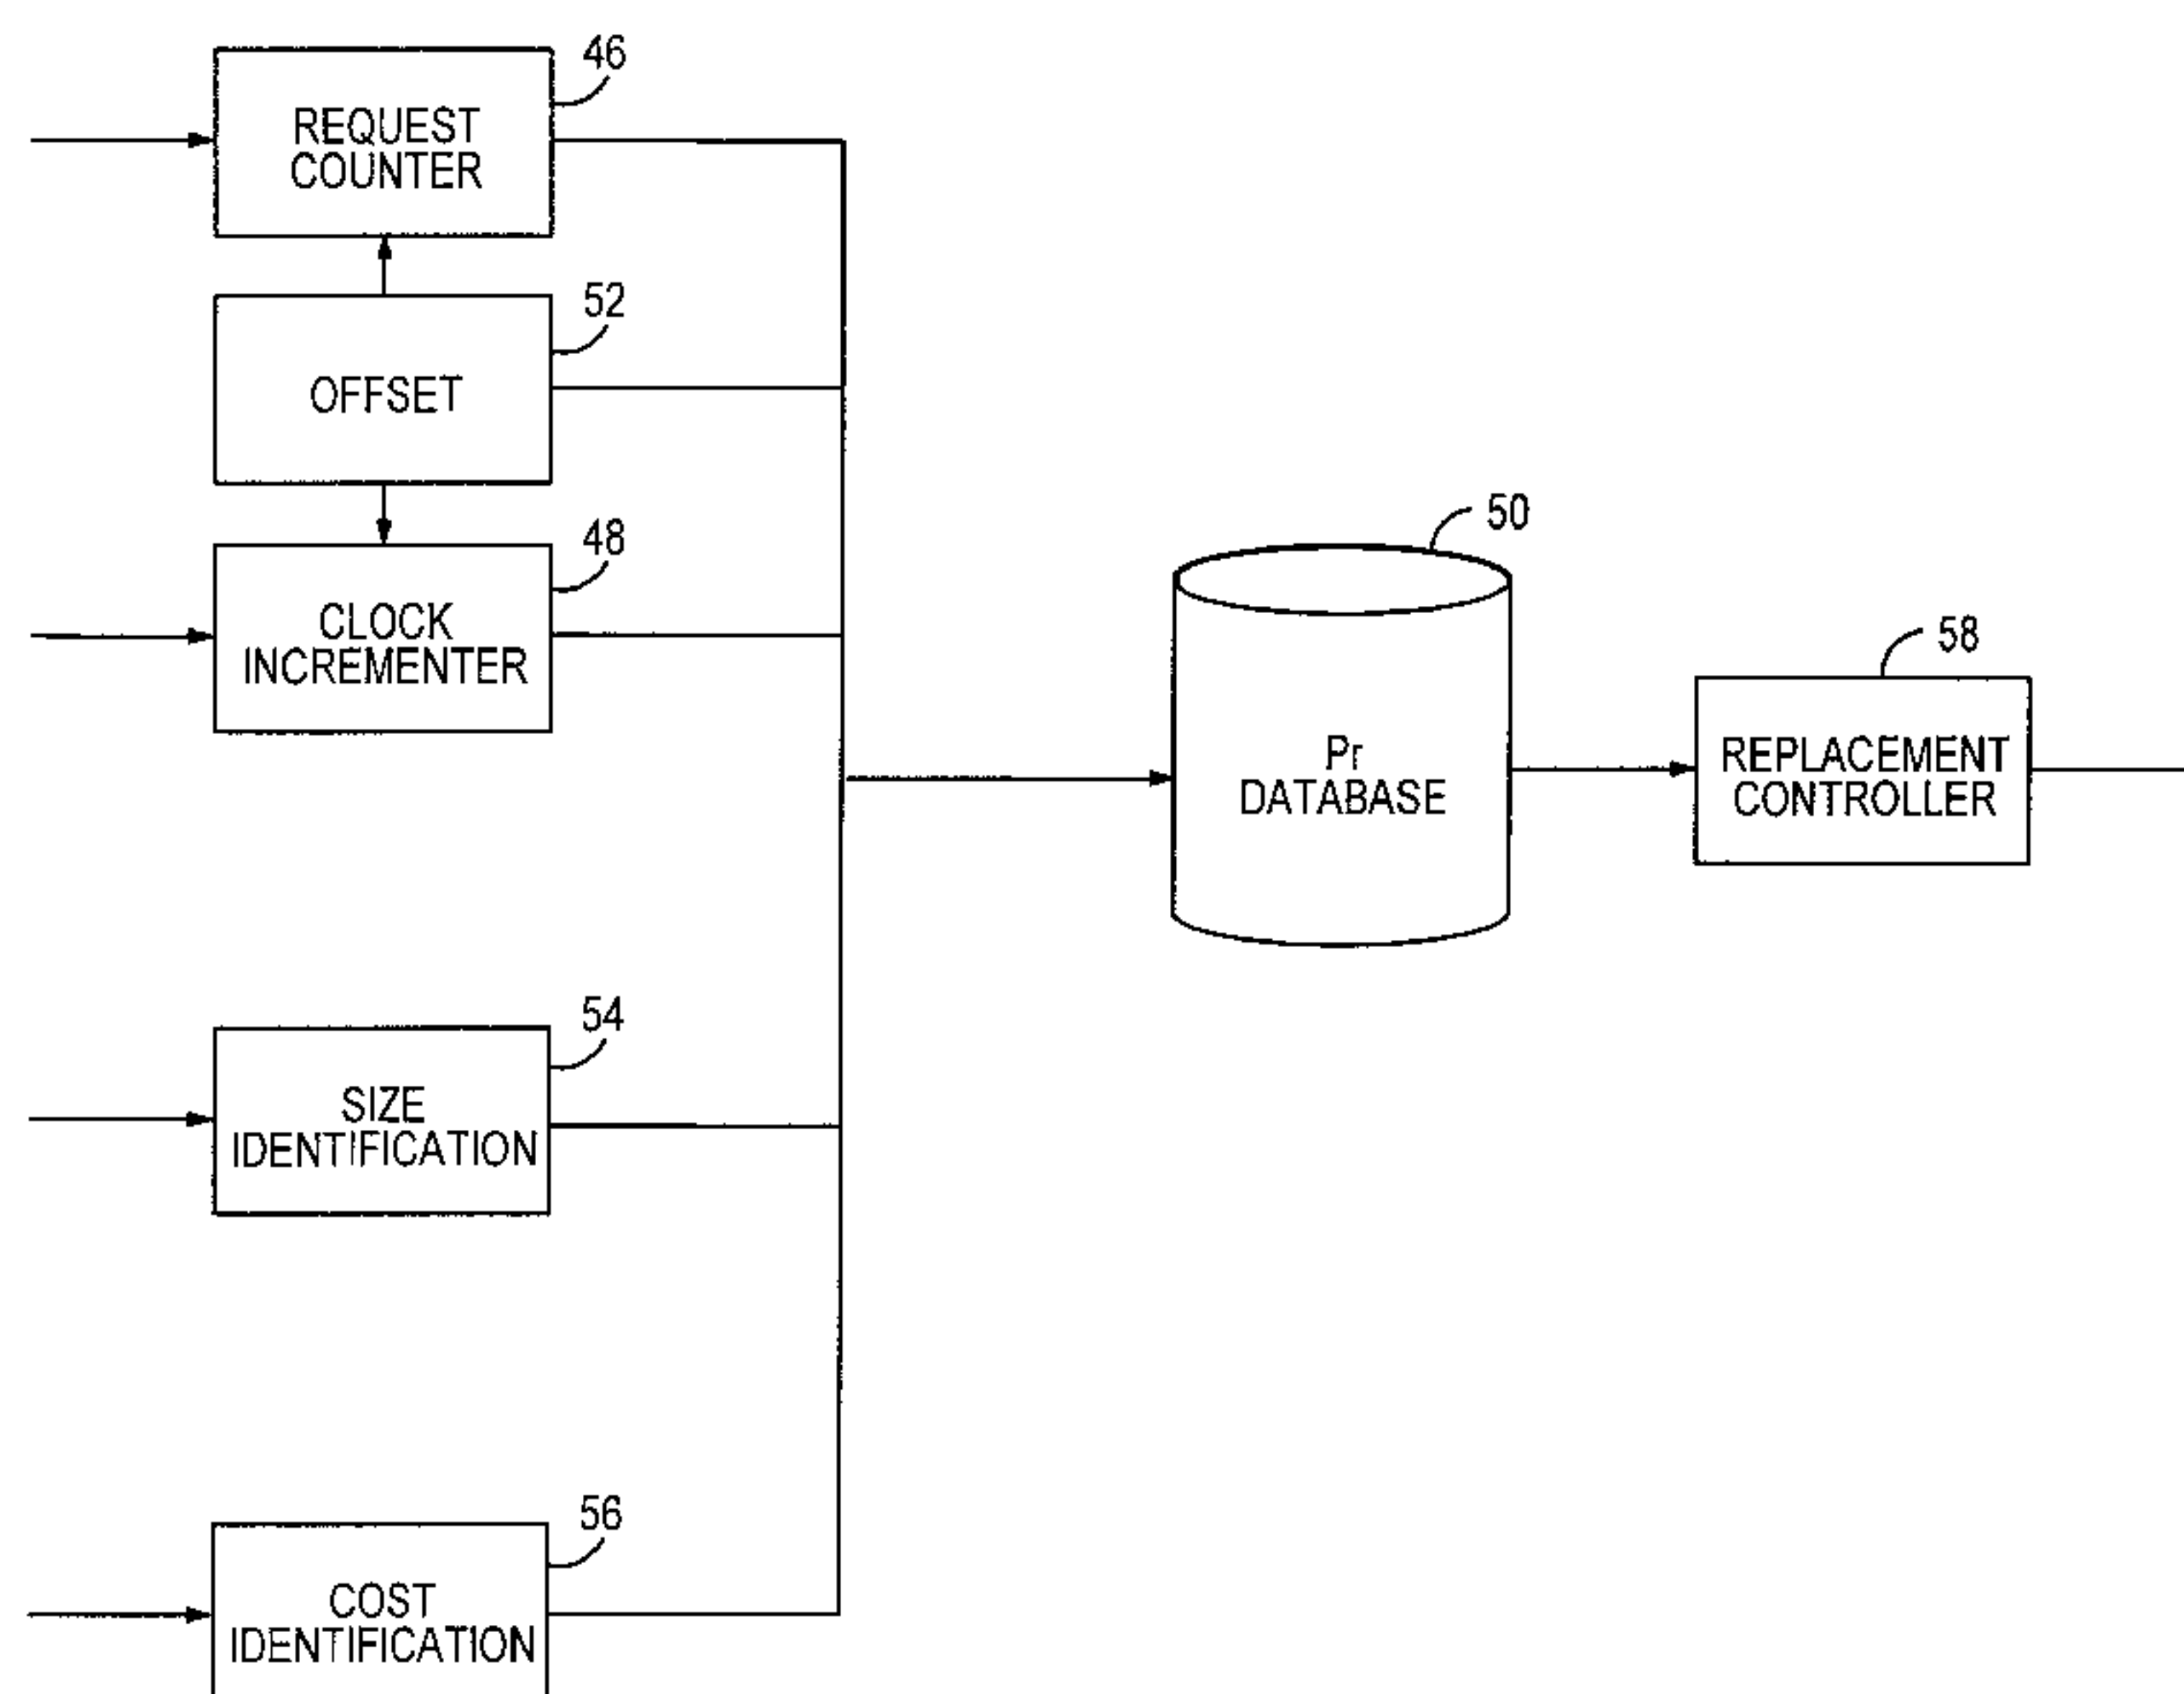 46
REQUEST
COUNTER
52
OFFSET
48
CLOCK
INCREMENTER
50
Pr
DATABASE
58
REPLACEMENT
CONTROLLER
54
SIZE
IDENTIFICATION
56
COST
IDENTIFICATION